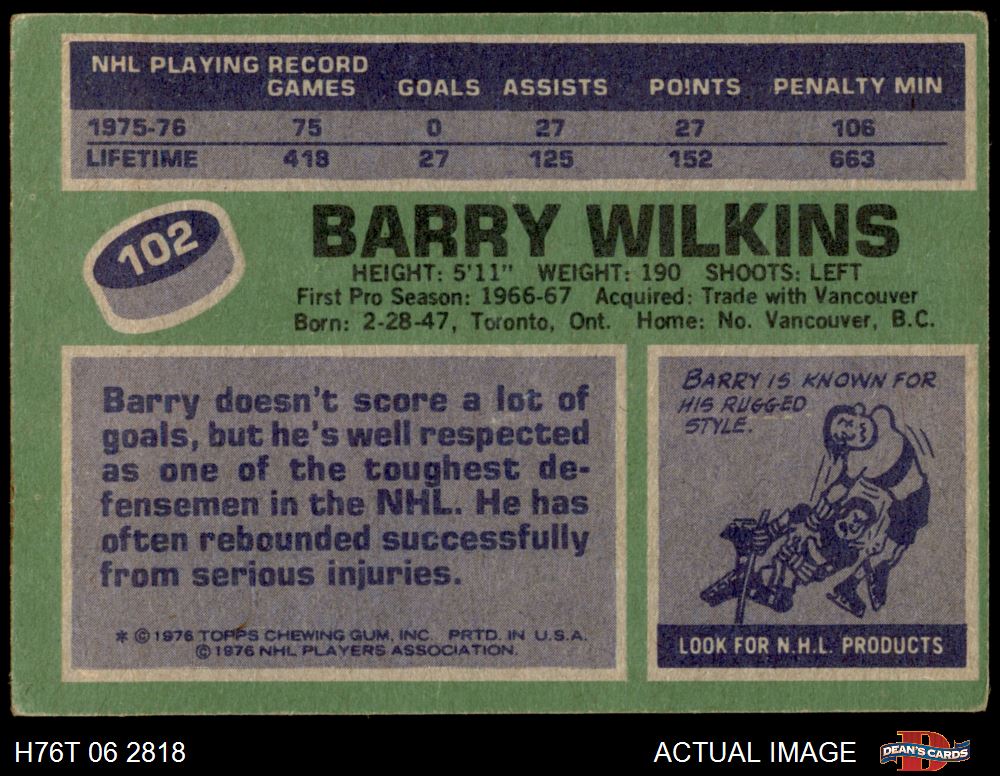 NHL PLAYING RECORD
GAMES GOALS ASSISTS POINTS PENALTY MIN
1975-76 75 0 27 27 106
LIFETIME 418 27 125 152 663
102
BARRY WILKINS
HEIGHT: 5'11" WEIGHT: 190 SHOOTS: LEFT
First Pro Season: 1966-67 Acquired: Trade with Vancouver
Born: 2-28-47, Toronto, Ont. Home: No. Vancouver, B.C.
Barry doesn't score a lot of
goals, but he's well respected
as one of the toughest de-
fensemen in the NHL. He has
often rebounded successfully
from serious injuries.
* © 1976 TOPPS CHEWING GUM, INC. PRTD. IN U.S.A.
© 1976 NHL PLAYERS ASSOCIATION.
BARRY IS KNOWN FOR
HIS RUGGED
STYLE.
LOOK FOR N.H.L. PRODUCTS
H76T 06 2818 ACTUAL IMAGE
DEAN'S CARDS